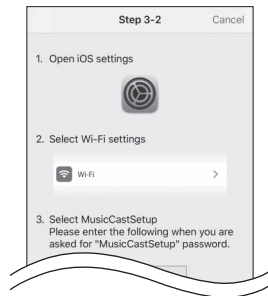 Step 3-2 Cancel
1. Open iOS settings
2. Select Wi-Fi settings
Wi-Fi
3. Select MusicCastSetup
Please enter the following when you are
asked for "MusicCastSetup" password.